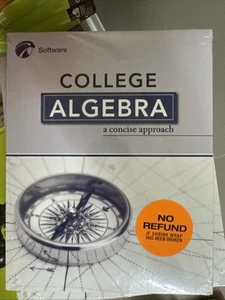 Software
COLLEGE
ALGEBRA
a concise approach
NO
REFUND
IF SHRINK WRAP
HAS BEEN BROKEN